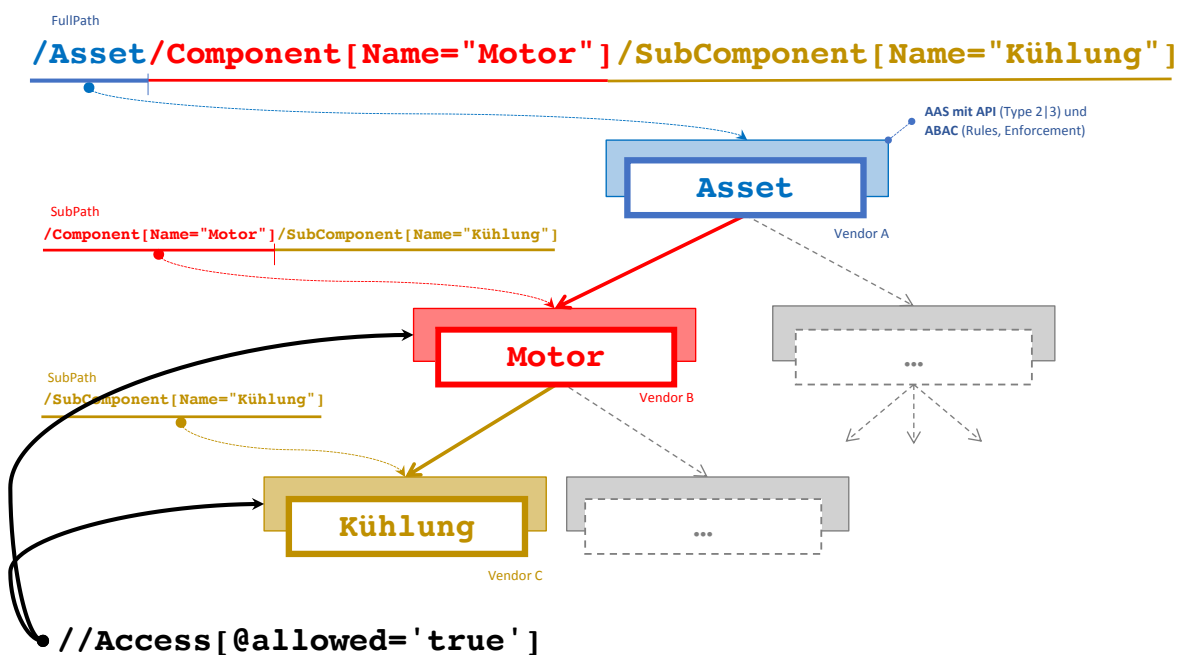 FullPath
/Asset/Component[Name="Motor"]/SubComponent[Name="Kühlung"]
AAS mit API (Type 2|3) und
ABAC (Rules, Enforcement)
Asset
Vendor A
SubPath
/Component[Name="Motor"]/SubComponent[Name="Kühlung"]
Motor
...
Vendor B
SubPath
/SubComponent[Name="Kühlung"]
Kühlung
...
Vendor C
//Access[@allowed='true']